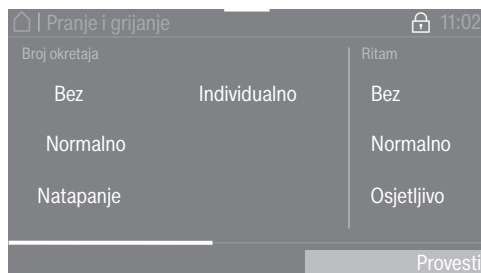 | Pranje i grijanje 11:02
Broj okretaja Ritam
Bez Individualno Bez
Normalno Normalno
Natapanje Osjetljivo
Provesti